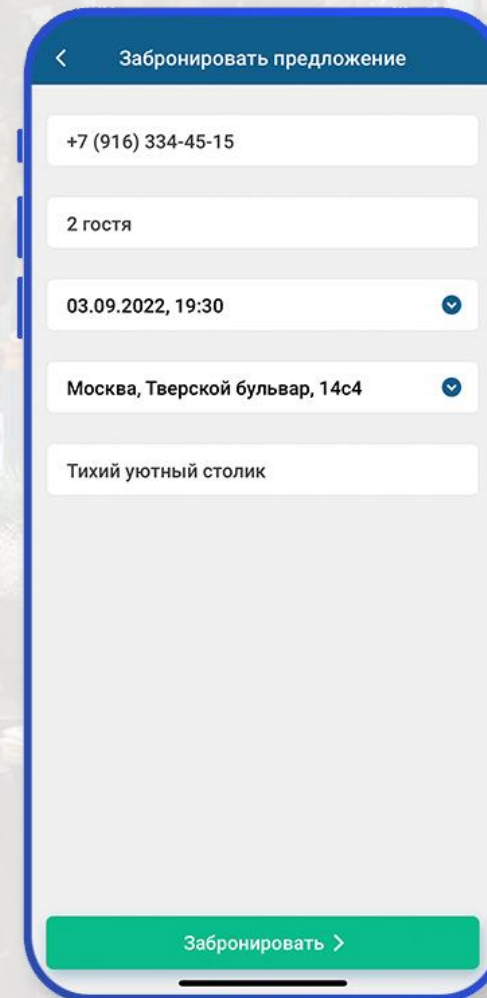 Забронировать предложение
+7 (916) 334-45-15
2 гостя
03.09.2022, 19:30
Москва, Тверской бульвар, 14с4
Тихий уютный столик
Забронировать